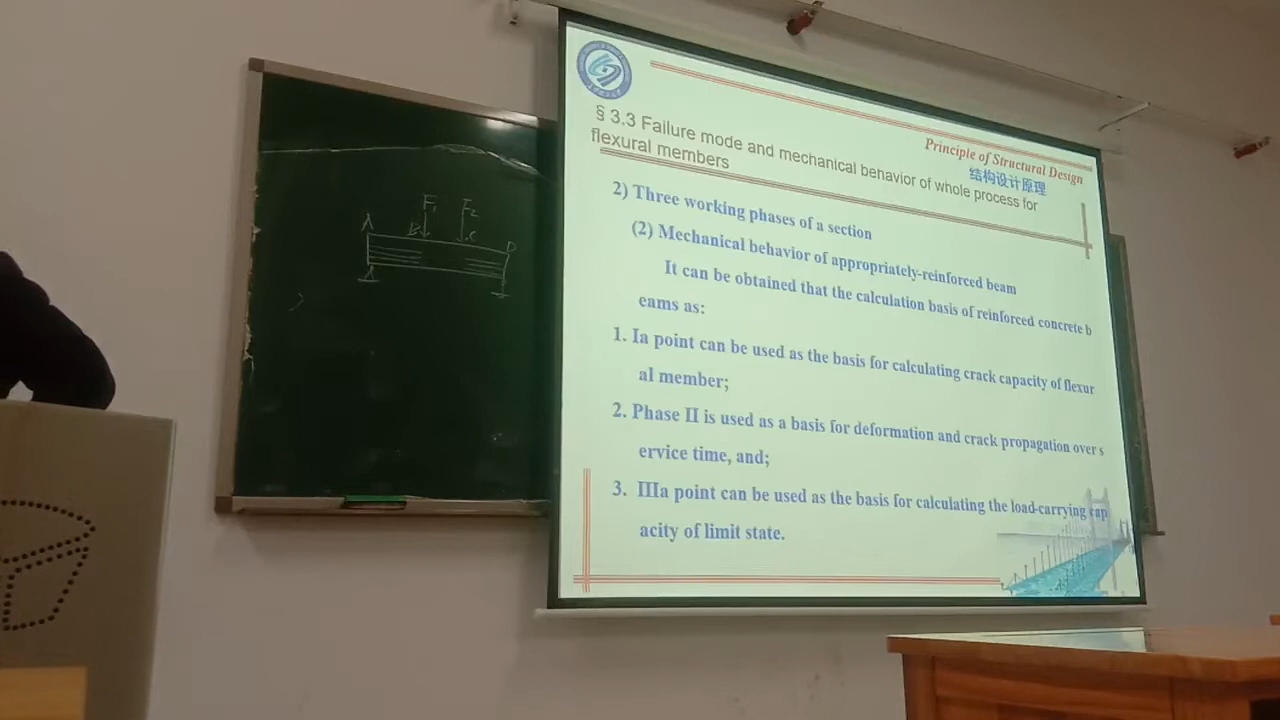 § 3.3 Failure mode and mechanical behavior of whole process for
flexural members
Principle of Structural Design
结构设计原理
2) Three working phases of a section
(2) Mechanical behavior of appropriately-reinforced beam
It can be obtained that the calculation basis of reinforced concrete b
eams as:
1. Ia point can be used as the basis for calculating crack capacity of flexur
al member;
2. Phase II is used as a basis for deformation and crack propagation over s
ervice time, and;
3. IIIa point can be used as the basis for calculating the load-carrying cap
acity of limit state.
F1 F2
A B C D